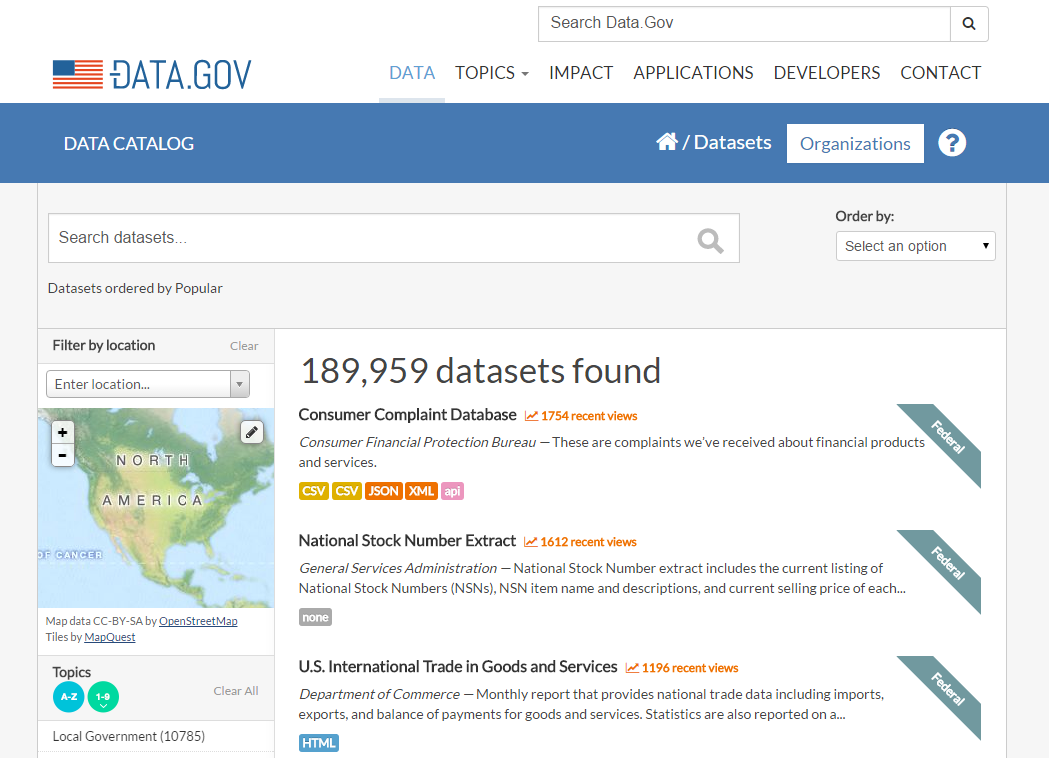 Search Data.Gov
DATA.GOV
DATA TOPICS IMPACT APPLICATIONS DEVELOPERS CONTACT
DATA CATALOG
/ Datasets
Organizations
?
Search datasets...
Order by:
Select an option
Datasets ordered by Popular
Filter by location
Clear
Enter location...
+
-
NORTH
AMERICA
OF CANCER
Map data CC-BY-SA by OpenStreetMap
Tiles by MapQuest
Topics
A-Z 1-9
Clear All
Local Government (10785)
189,959 datasets found
Consumer Complaint Database 1754 recent views
Federal
Consumer Financial Protection Bureau — These are complaints we've received about financial products
and services.
CSV CSV JSON XML api
National Stock Number Extract 1612 recent views
Federal
General Services Administration — National Stock Number extract includes the current listing of
National Stock Numbers (NSNs), NSN item name and descriptions, and current selling price of each...
none
U.S. International Trade in Goods and Services 1196 recent views
Federal
Department of Commerce — Monthly report that provides national trade data including imports,
exports, and balance of payments for goods and services. Statistics are also reported on a...
HTML